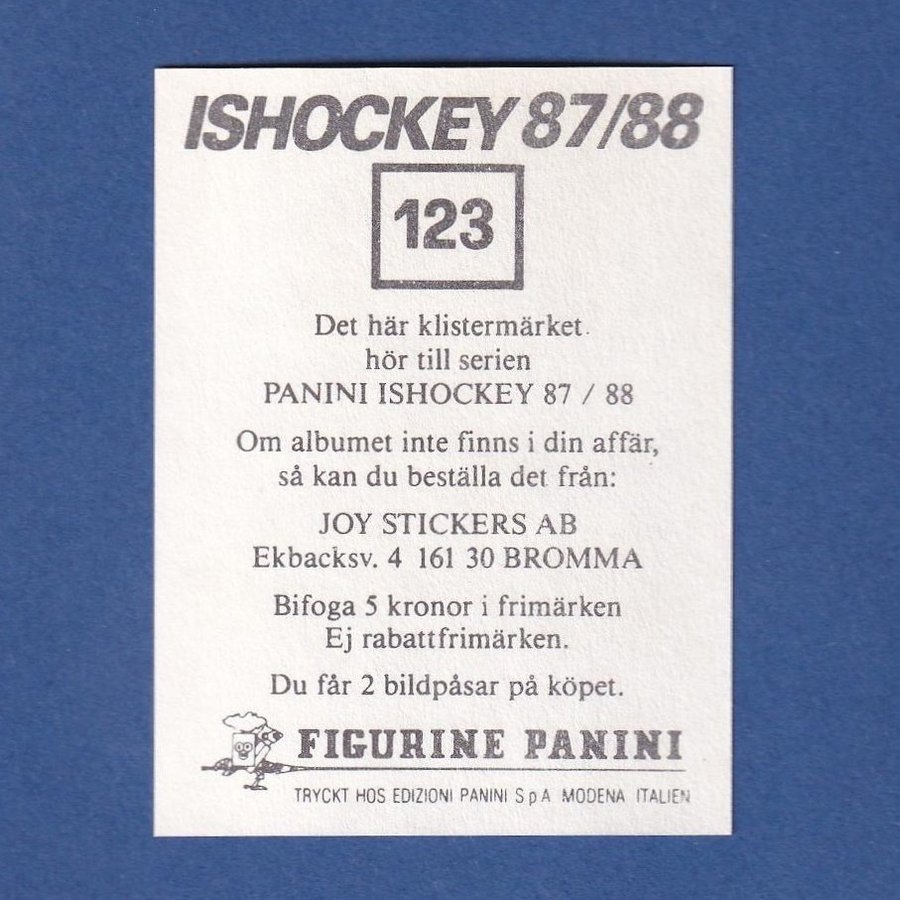 ISHOCKEY 87/88
123
Det här klistermärket
hör till serien
PANINI ISHOCKEY 87 / 88
Om albumet inte finns i din affär,
så kan du beställa det från:
JOY STICKERS AB
Ekbacksv. 4 161 30 BROMMA
Bifoga 5 kronor i frimärken
Ej rabattfrimärken.
Du får 2 bildpåsar på köpet.
FIGURINE PANINI
TRYCKT HOS EDIZIONI PANINI S p A MODENA ITALIEN